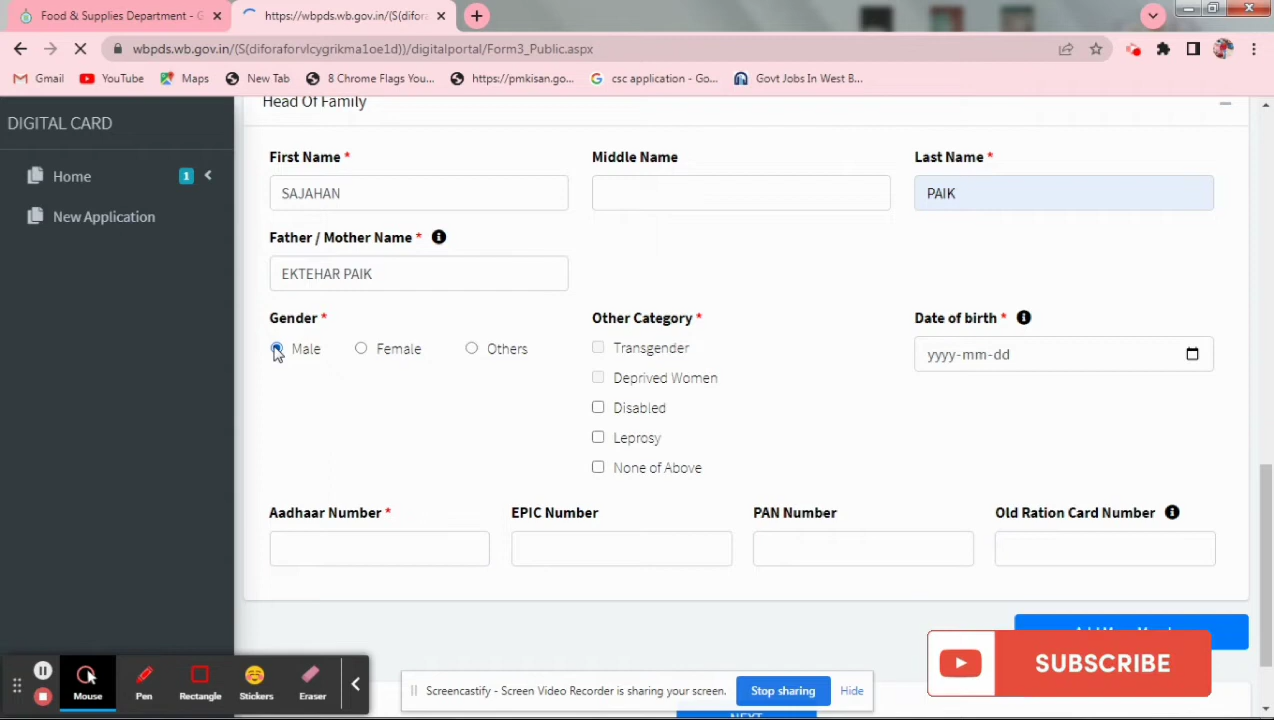 Food & Supplies Department - G
https://wbpds.wb.gov.in/(S(difora
wbpds.wb.gov.in/(S(diforaforvlcygrikma1oe1d))/digitalportal/Form3_Public.aspx
Gmail YouTube Maps New Tab 8 Chrome Flags You... https://pmkisan.go... csc application - Go... Govt Jobs In West B...
DIGITAL CARD
Home 1
New Application
Head Of Family
First Name * Middle Name Last Name *
SAJAHAN PAIK
Father / Mother Name *
EKTEHAR PAIK
Gender * Other Category * Date of birth *
Male Female Others Transgender yyyy-mm-dd
Deprived Women
Disabled
Leprosy
None of Above
Aadhaar Number * EPIC Number PAN Number Old Ration Card Number
SUBSCRIBE
Mouse Pen Rectangle Stickers Eraser
Screencastify - Screen Video Recorder is sharing your screen. Stop sharing Hide
NEXT